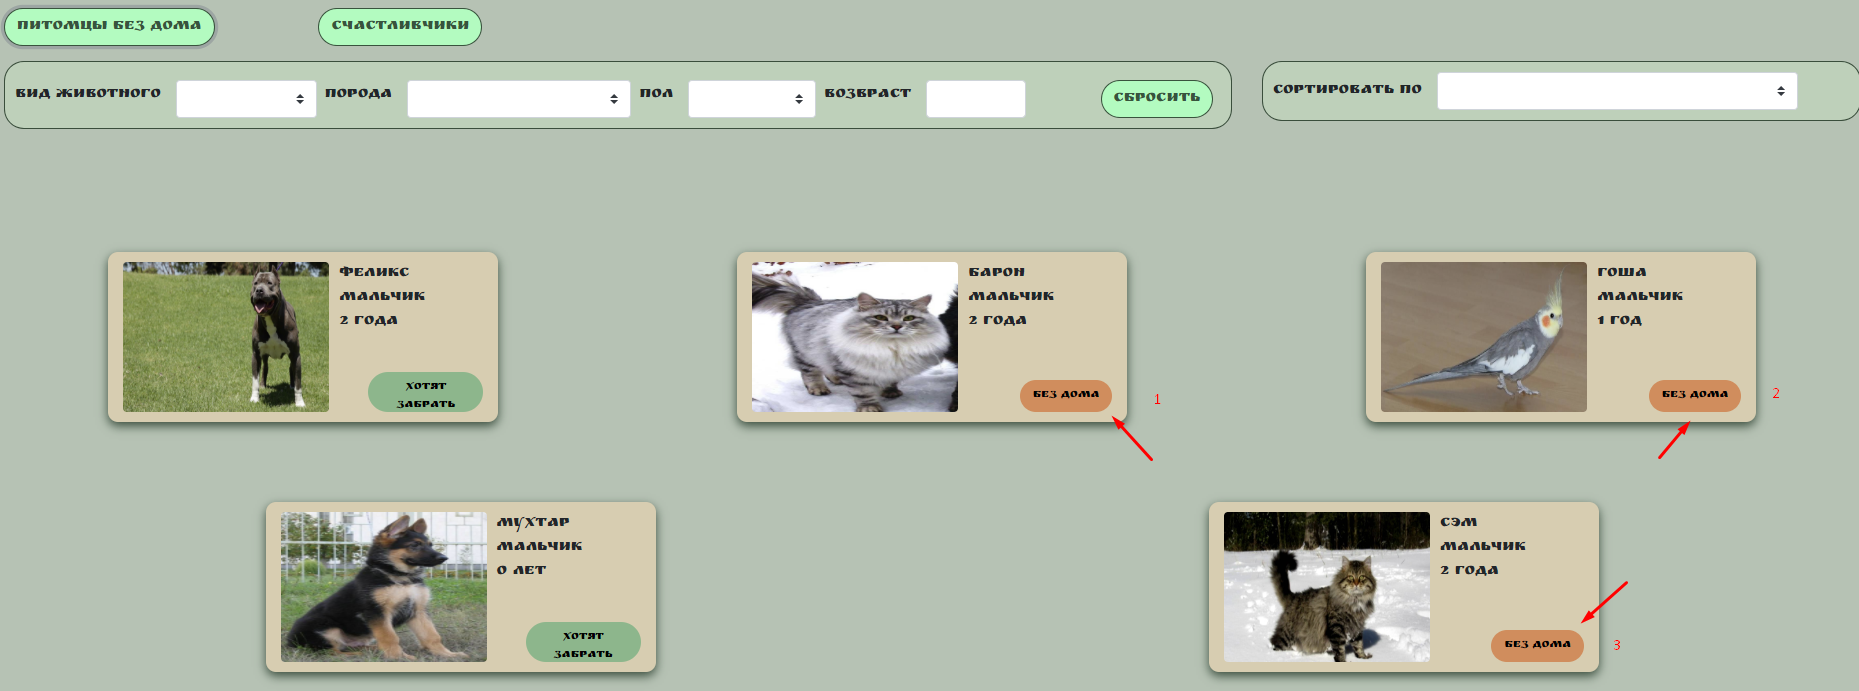 ПИТОМЦЫ БЕЗ ДОМА
СЧАСТЛИВЧИКИ
ВИД ЖИВОТНОГО
ПОРОДА
ПОЛ
ВОЗВРАСТ
СБРОСИТЬ
СОРТИРОВАТЬ ПО
ФЕЛИКС
МАЛЬЧИК
2 ГОДА
ХОТЯТ
ЗАБРАТЬ
БАРОН
МАЛЬЧИК
2 ГОДА
БЕЗ ДОМА
1
ГОША
МАЛЬЧИК
1 ГОД
БЕЗ ДОМА
2
МУХТАР
МАЛЬЧИК
0 ЛЕТ
ХОТЯТ
ЗАБРАТЬ
СЭМ
МАЛЬЧИК
2 ГОДА
БЕЗ ДОМА
3